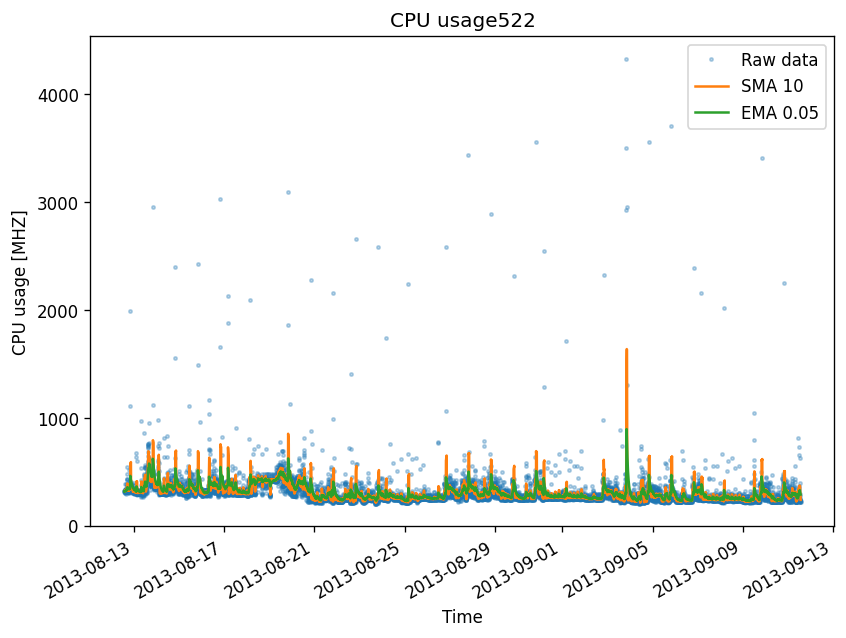 CPU usage522
Raw data
SMA 10
EMA 0.05
CPU usage [MHZ]
4000
3000
2000
1000
0
2013-08-13
2013-08-17
2013-08-21
2013-08-25
2013-08-29
2013-09-01
2013-09-05
2013-09-09
2013-09-13
Time